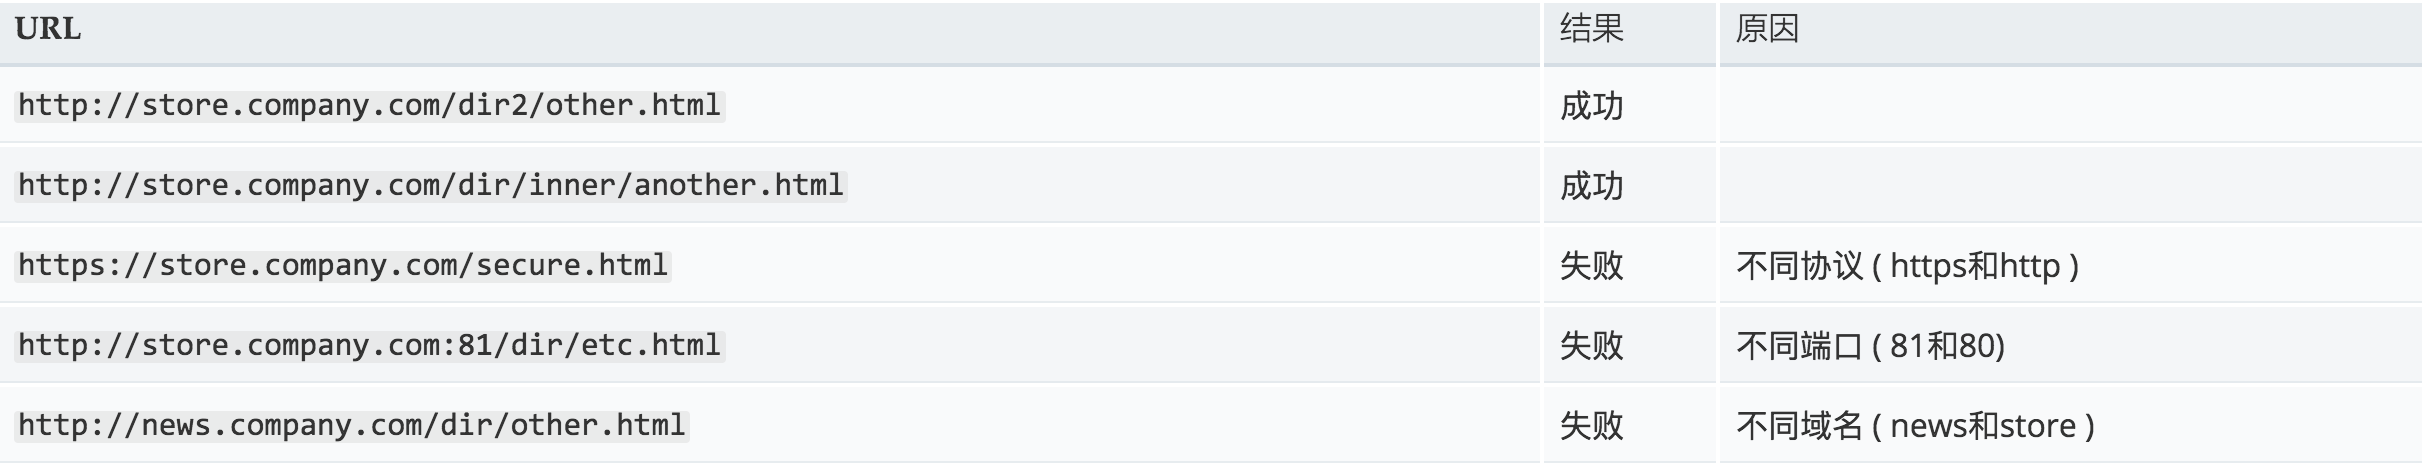 URL 结果 原因
http://store.company.com/dir2/other.html 成功
http://store.company.com/dir/inner/another.html 成功
https://store.company.com/secure.html 失败 不同协议 ( https和http )
http://store.company.com:81/dir/etc.html 失败 不同端口 ( 81和80)
http://news.company.com/dir/other.html 失败 不同域名 ( news和store )